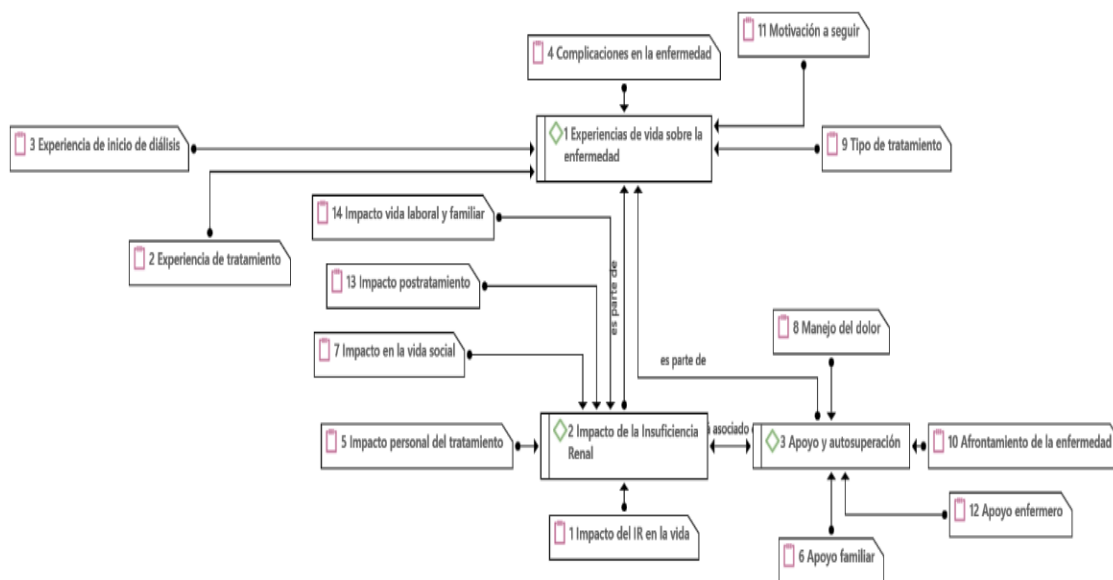 11 Motivación a seguir
4 Complicaciones en la enfermedad
1 Experiencias de vida sobre la
enfermedad
3 Experiencia de inicio de diálisis
9 Tipo de tratamiento
14 Impacto vida laboral y familiar
2 Experiencia de tratamiento
es parte de
13 Impacto postratamiento
8 Manejo del dolor
7 Impacto en la vida social
es parte de
5 Impacto personal del tratamiento
2 Impacto de la Insuficiencia
Renal
asociado
3 Apoyo y autosuperación
10 Afrontamiento de la enfermedad
12 Apoyo enfermero
1 Impacto del IR en la vida
6 Apoyo familiar